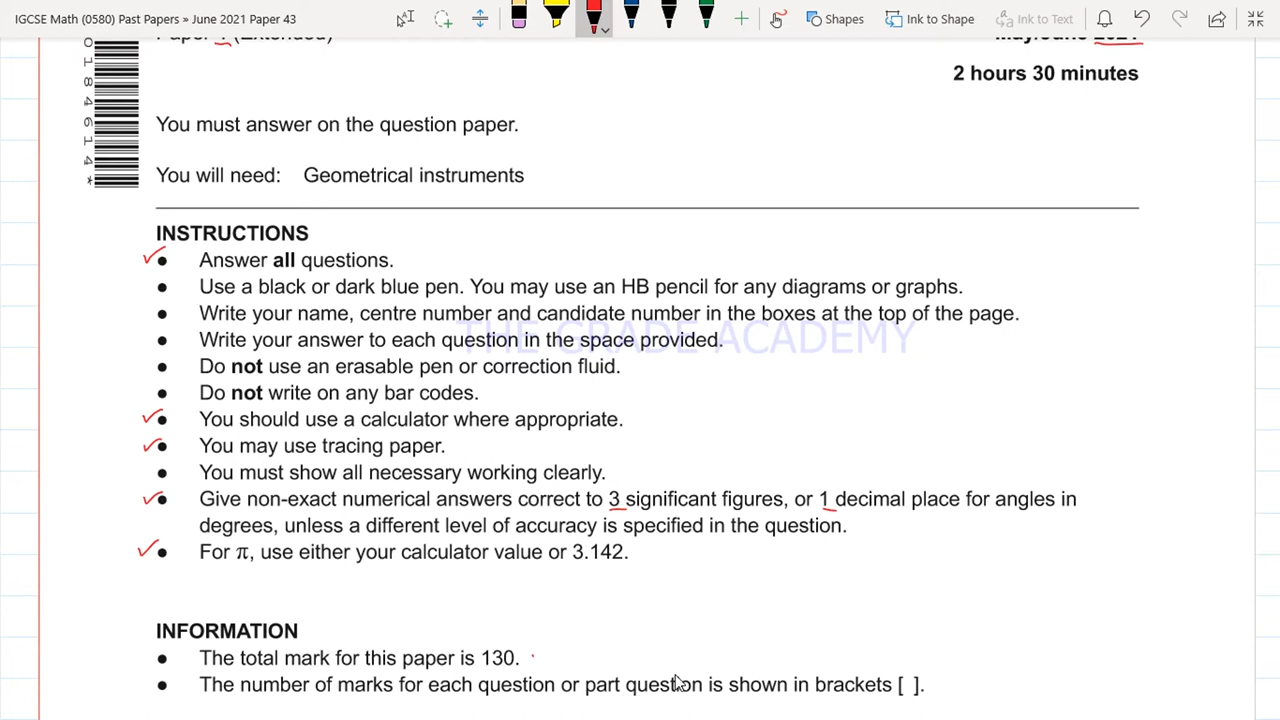 IGCSE Math (0580) Past Papers » June 2021 Paper 43
Shapes
Ink to Shape
Ink to Text
Paper 4 (Extended)
May/June 2021
2 hours 30 minutes
You must answer on the question paper.
You will need: Geometrical instruments
INSTRUCTIONS
● Answer all questions.
● Use a black or dark blue pen. You may use an HB pencil for any diagrams or graphs.
● Write your name, centre number and candidate number in the boxes at the top of the page.
THE GRADE ACADEMY
● Write your answer to each question in the space provided.
● Do not use an erasable pen or correction fluid.
● Do not write on any bar codes.
● You should use a calculator where appropriate.
● You may use tracing paper.
● You must show all necessary working clearly.
● Give non-exact numerical answers correct to 3 significant figures, or 1 decimal place for angles in
degrees, unless a different level of accuracy is specified in the question.
● For π, use either your calculator value or 3.142.
INFORMATION
● The total mark for this paper is 130.
● The number of marks for each question or part question is shown in brackets [ ].